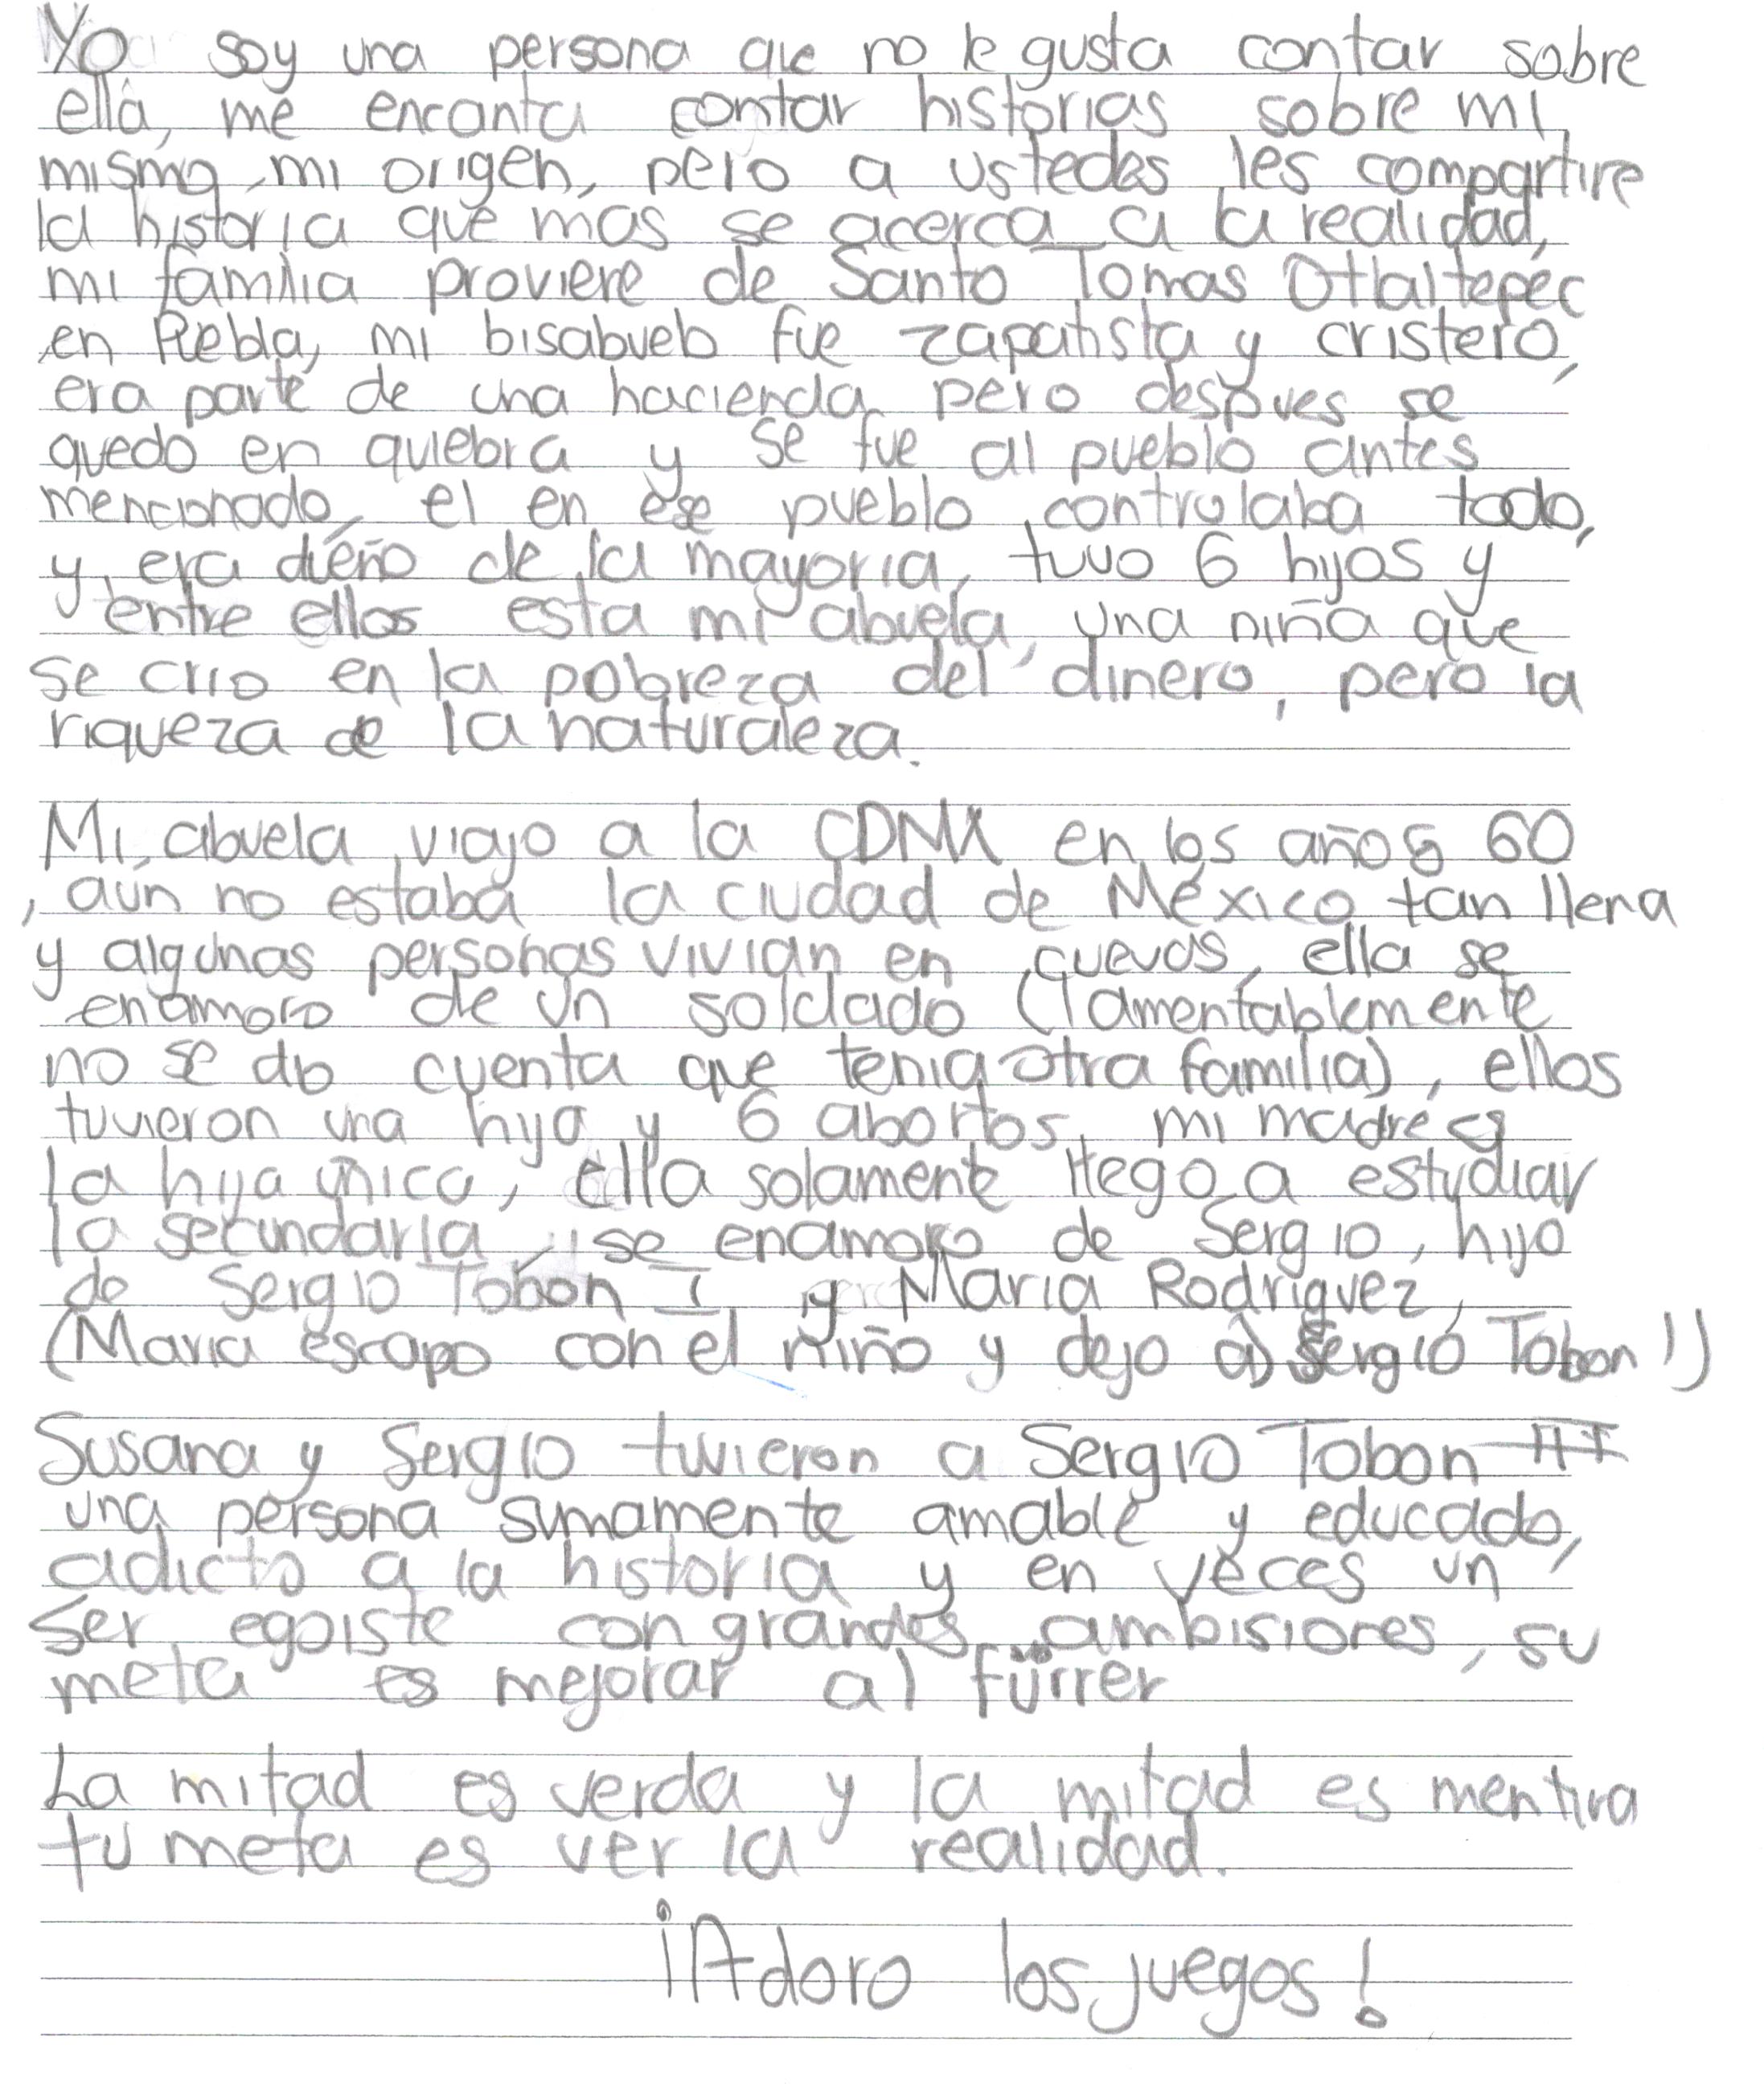 Yo soy una persona que no le gusta contar sobre
ella, me encanta contar historias sobre mi
mismo, mi origen, pero a ustedes les compartire
la historia que mas se acerca a la realidad,
mi familia proviene de Santo Tomas Otlaltepec
en Puebla, mi bisabuelo fue zapatista y cristero,
era parte de una hacienda pero despues se
quedo en quiebra y se fue al pueblo antes
mencionado, el en ese pueblo controlaba todo,
y era dueño de la mayoria, tuvo 6 hijos y
entre ellos esta mi abuela, una niña que
se crio en la pobreza del dinero, pero la
riqueza de la naturaleza.
Mi abuela viajo a la CDMX en los años 60
, aún no estaba la ciudad de México tan llena
y algunas personas vivian en cuevas, ella se
enamoro de un soldado (lamentablemente
no se dio cuenta que tenia otra familia), ellos
tuvieron una hija y 6 abortos, mi madre es
la hija única, ella solamente llego a estudiar
la secundaria, se enamoro de Sergio, hijo
de Sergio Tobon I y Maria Rodriguez,
(Maria escapo con el niño y dejo a) Sergio Tobon I)
Susana y Sergio tuvieron a Sergio Tobon III
una persona sumamente amable y educado,
adicto a la historia y en veces un
ser egoiste con grandes ambisiones, su
meta es mejorar al fürrer
La mitad es verda y la mitad es mentira
tu meta es ver la realidad.
¡Adoro los juegos!